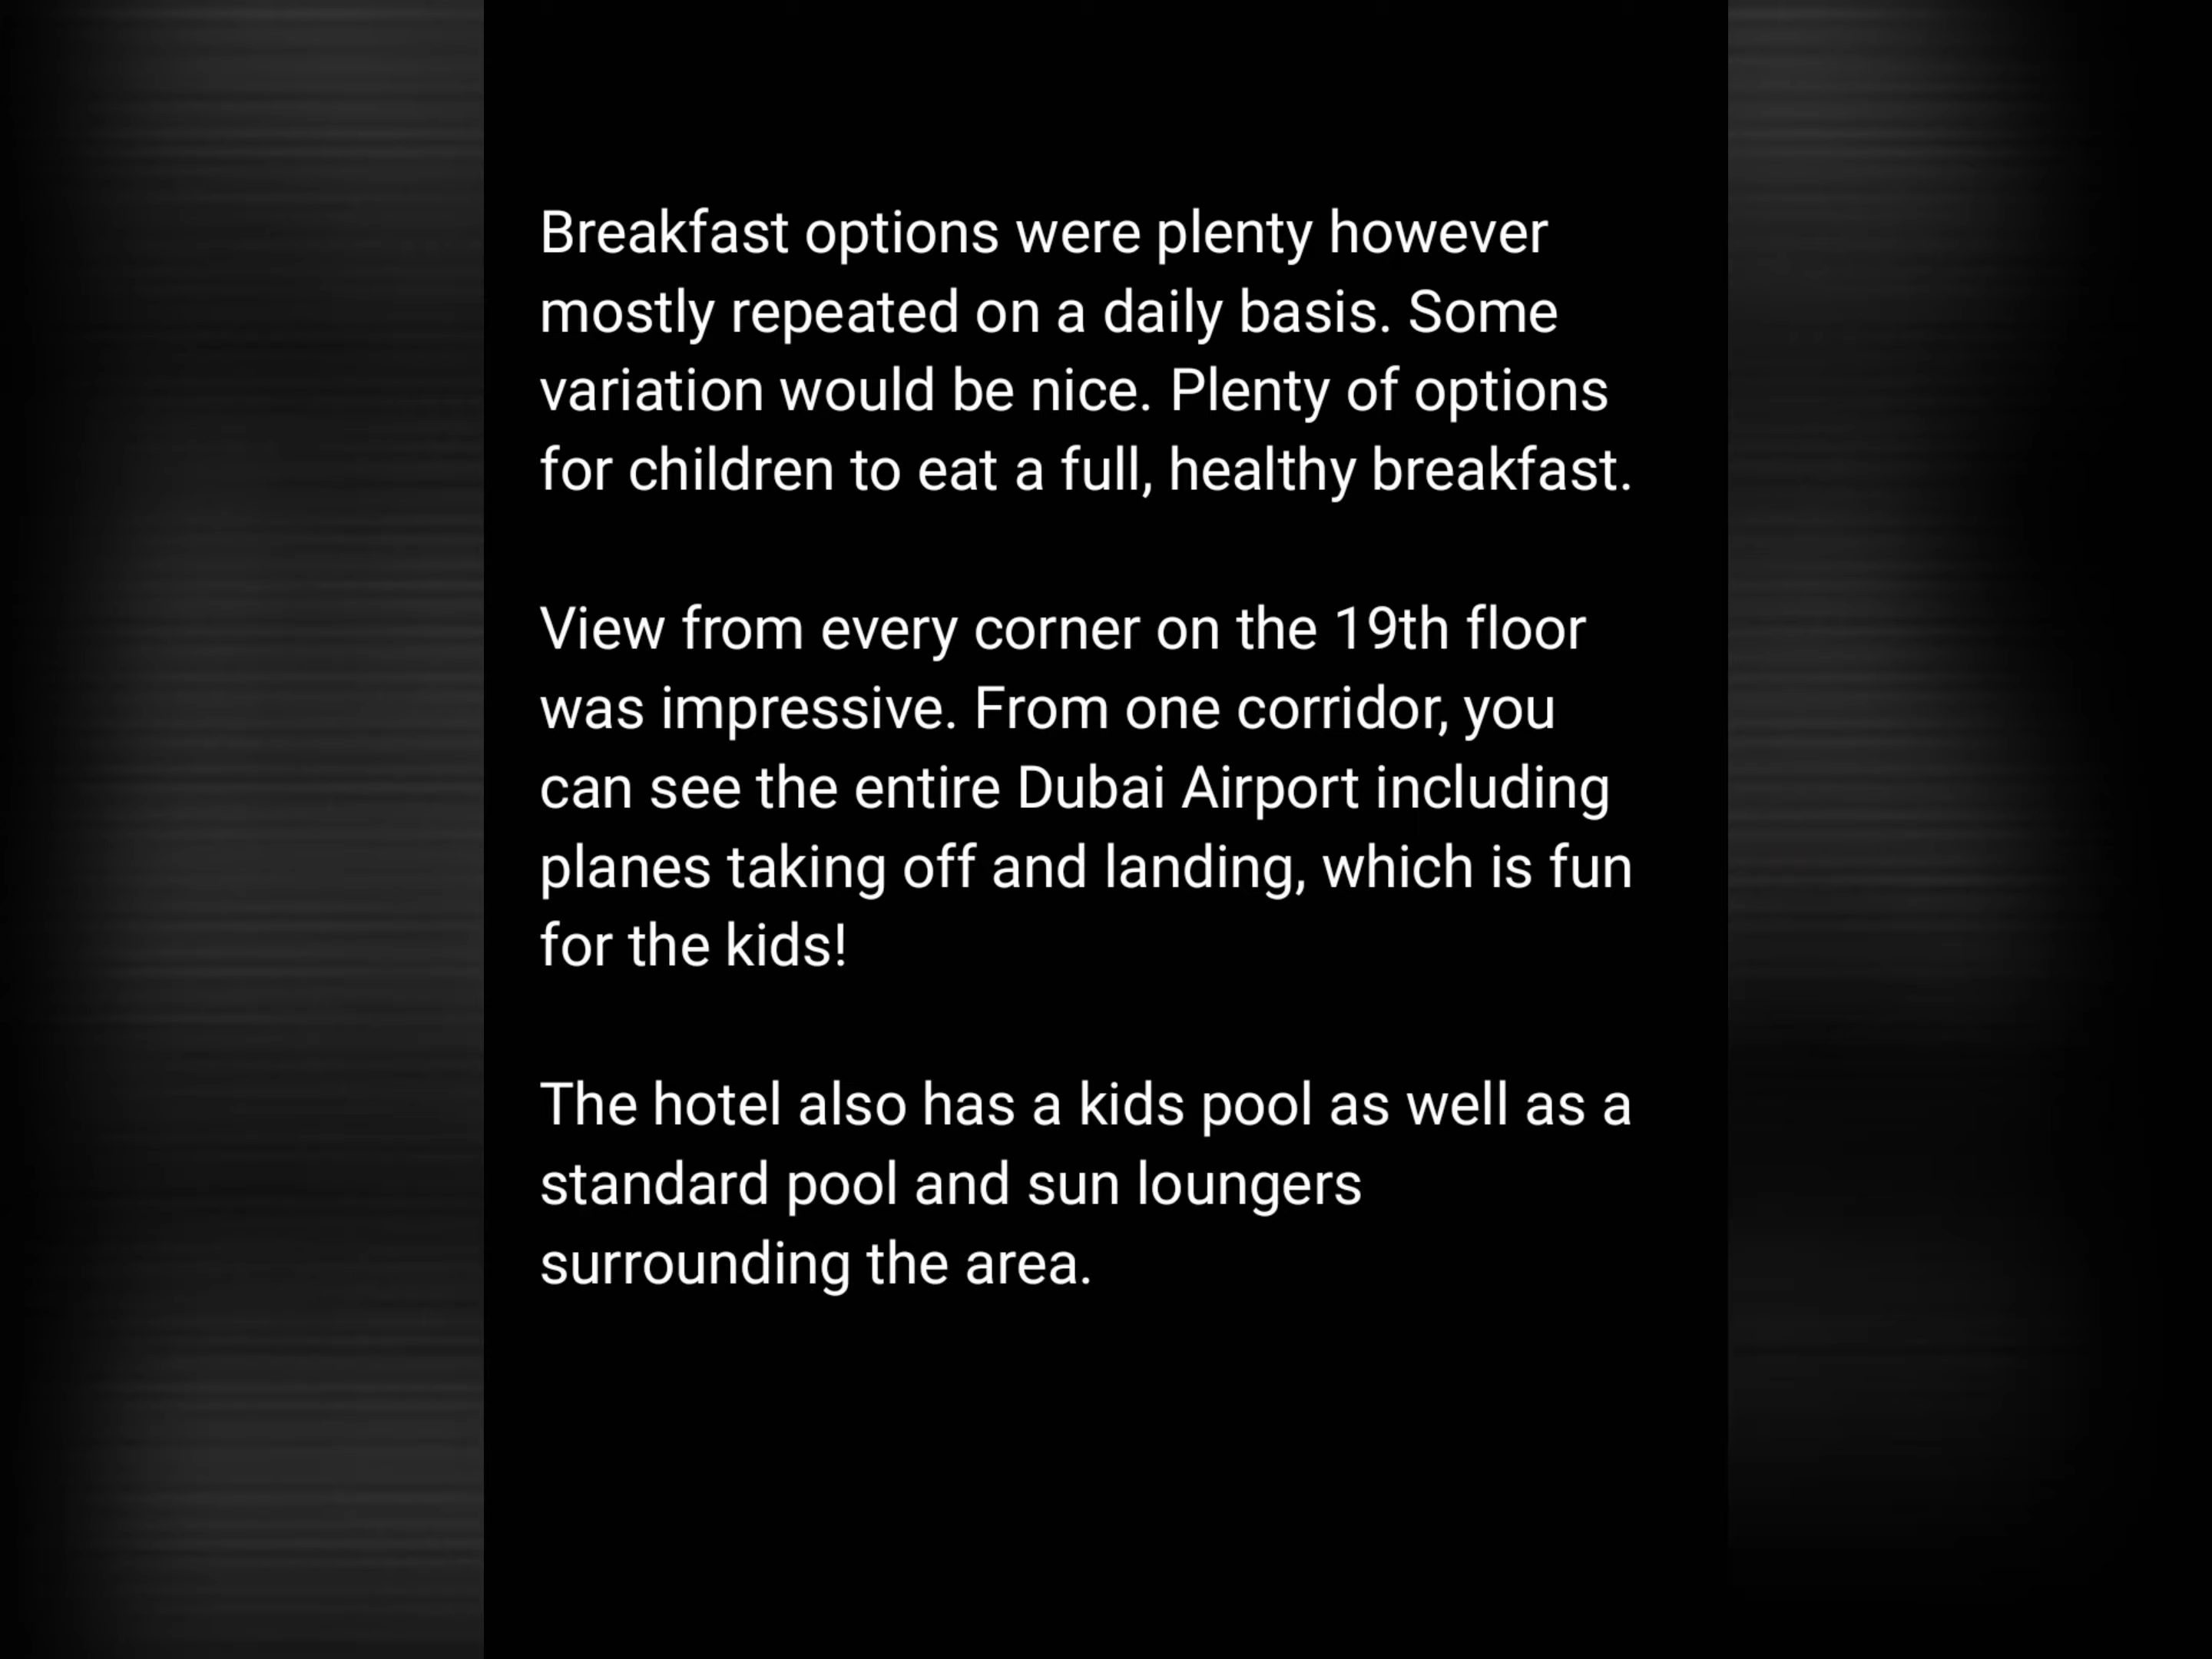 Breakfast options were plenty however
mostly repeated on a daily basis. Some
variation would be nice. Plenty of options
for children to eat a full, healthy breakfast.
View from every corner on the 19th floor
was impressive. From one corridor, you
can see the entire Dubai Airport including
planes taking off and landing, which is fun
for the kids!
The hotel also has a kids pool as well as a
standard pool and sun loungers
surrounding the area.